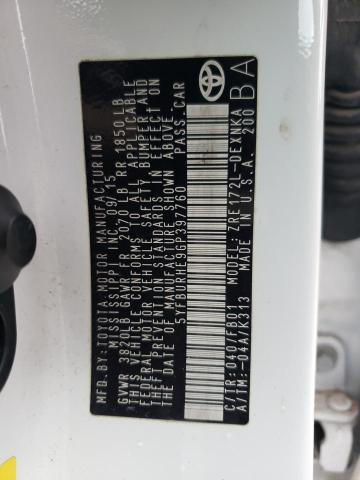 MFD.BY:TOYOTA MOTOR MANUFACTURING
MISSISSIPPI, INC. 09/15
GVWR 3820LB GAWR FR 2070LB RR 1850LB
THIS VEHICLE CONFORMS TO ALL APPLICABLE
FEDERAL MOTOR VEHICLE SAFETY, BUMPER AND
THEFT PREVENTION STANDARDS IN EFFECT ON
THE DATE OF MANUFACTURE SHOWN ABOVE.
5YFBURHE9GP397760 PASS.CAR
C/TR:040/FB01 MODEL:ZRE172L-DEXNKA
A/TM:-04A/K313 MADE IN U.S.A. 200
BA